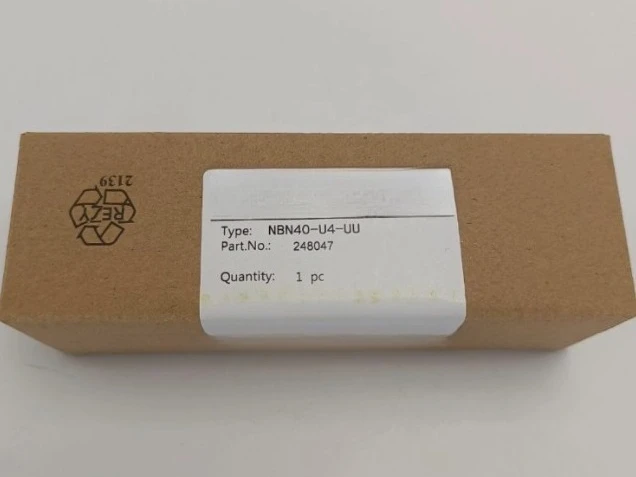 2139
REZY
Type: NBN40-U4-UU
Part.No.: 248047
Quantity: 1 pc